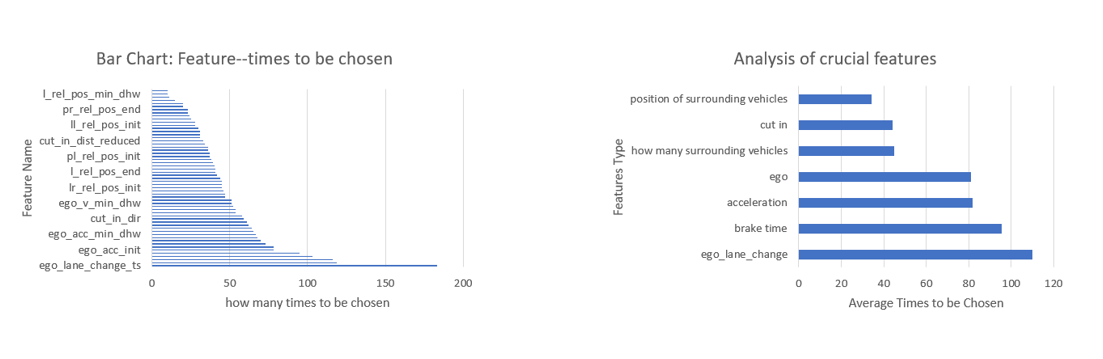 Bar Chart: Feature--times to be chosen
Feature Name
l_rel_pos_min_dhw
pr_rel_pos_end
ll_rel_pos_init
cut_in_dist_reduced
pl_rel_pos_init
l_rel_pos_end
lr_rel_pos_init
ego_v_min_dhw
cut_in_dir
ego_acc_min_dhw
ego_acc_init
ego_lane_change_ts
0 50 100 150 200
how many times to be chosen
Analysis of crucial features
Features Type
position of surrounding vehicles
cut in
how many surrounding vehicles
ego
acceleration
brake time
ego_lane_change
0 20 40 60 80 100 120
Average Times to be Chosen